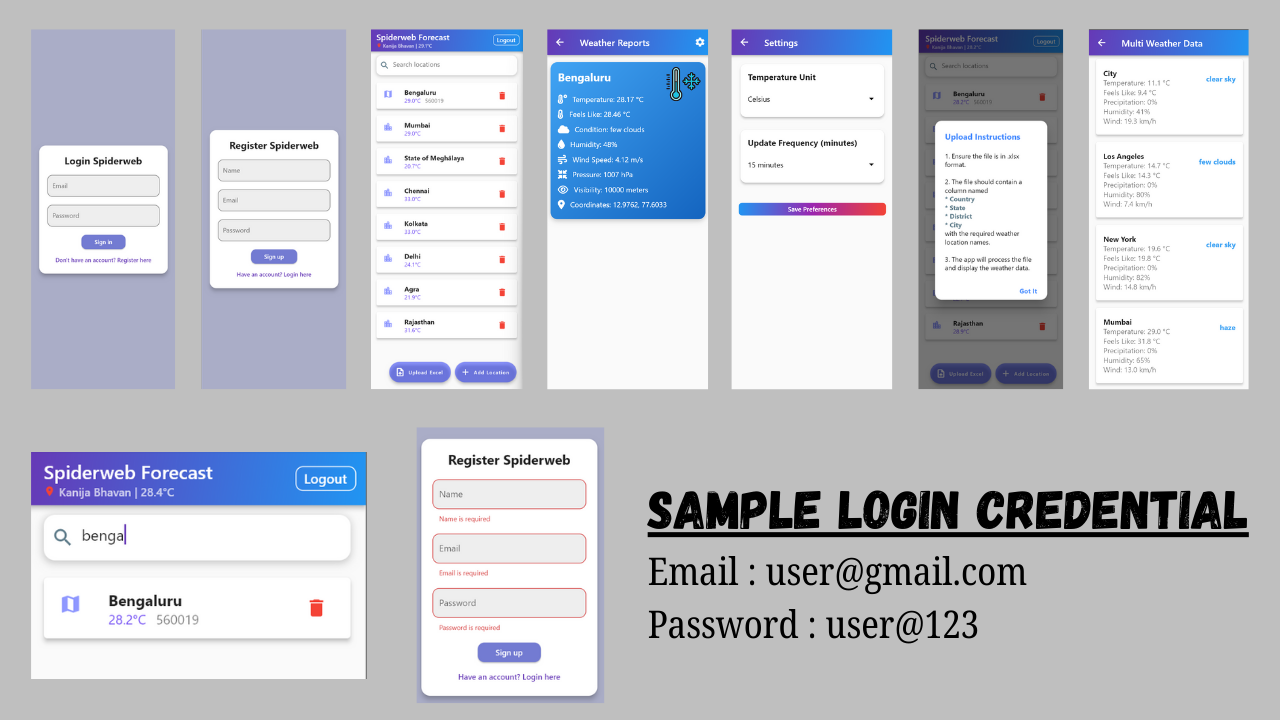 Login Spiderweb
Email
Password
Sign in
Don't have an account? Register here
Register Spiderweb
Name
Email
Password
Sign up
Have an account? Login here
Spiderweb Forecast
Kanija Bhavan | 29.1°C
Logout
Search locations
Bengaluru
29.0°C 560019
Mumbai
29.0°C
State of Meghālaya
20.7°C
Chennai
33.0°C
Kolkata
33.0°C
Delhi
24.1°C
Agra
21.9°C
Rajasthan
31.6°C
Upload Excel
Add Location
Weather Reports
Bengaluru
Temperature: 28.17 °C
Feels Like: 28.46 °C
Condition: few clouds
Humidity: 48%
Wind Speed: 4.12 m/s
Pressure: 1007 hPa
Visibility: 10000 meters
Coordinates: 12.9762, 77.6033
Settings
Temperature Unit
Celsius
Update Frequency (minutes)
15 minutes
Save Preferences
Spiderweb Forecast
Kanija Bhavan | 28.2°C
Logout
Search locations
Bengaluru
28.2°C 560019
Upload Instructions
1. Ensure the file is in .xlsx
format.
2. The file should contain a
column named
* Country
* State
* District
* City
with the required weather
location names.
3. The app will process the file
and display the weather data.
Got It
Rajasthan
Upload Excel
Add Location
Multi Weather Data
City
clear sky
Temperature: 11.1 °C
Feels Like: 9.4 °C
Precipitation: 0%
Humidity: 41%
Wind: 19.3 km/h
Los Angeles
few clouds
Temperature: 14.7 °C
Feels Like: 14.3 °C
Precipitation: 0%
Humidity: 80%
Wind: 7.4 km/h
New York
clear sky
Temperature: 19.6 °C
Feels Like: 19.8 °C
Precipitation: 0%
Humidity: 82%
Wind: 14.8 km/h
Mumbai
haze
Temperature: 29.0 °C
Feels Like: 31.8 °C
Precipitation: 0%
Humidity: 65%
Wind: 13.0 km/h
Spiderweb Forecast
Kanija Bhavan | 28.4°C
Logout
benga
Bengaluru
28.2°C 560019
Register Spiderweb
Name
Name is required
Email
Email is required
Password
Password is required
Sign up
Have an account? Login here
SAMPLE LOGIN CREDENTIAL
Email : user@gmail.com
Password : user@123